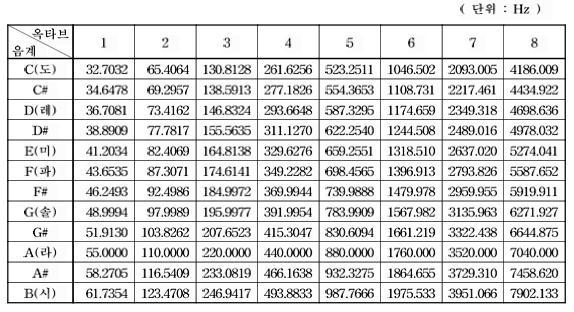 ( 단위 : Hz )
옥타브
음계 1 2 3 4 5 6 7 8
C(도) 32.7032 65.4064 130.8128 261.6256 523.2511 1046.502 2093.005 4186.009
C# 34.6478 69.2957 138.5913 277.1826 554.3653 1108.731 2217.461 4434.922
D(레) 36.7081 73.4162 146.8324 293.6648 587.3295 1174.659 2349.318 4698.636
D# 38.8909 77.7817 155.5635 311.1270 622.2540 1244.508 2489.016 4978.032
E(미) 41.2034 82.4069 164.8138 329.6276 659.2551 1318.510 2637.020 5274.041
F(파) 43.6535 87.3071 174.6141 349.2282 698.4565 1396.913 2793.826 5587.652
F# 46.2493 92.4986 184.9972 369.9944 739.9888 1479.978 2959.955 5919.911
G(솔) 48.9994 97.9989 195.9977 391.9954 783.9909 1567.982 3135.963 6271.927
G# 51.9130 103.8262 207.6523 415.3047 830.6094 1661.219 3322.438 6644.875
A(라) 55.0000 110.0000 220.0000 440.0000 880.0000 1760.000 3520.000 7040.000
A# 58.2705 116.5409 233.0819 466.1638 932.3275 1864.655 3729.310 7458.620
B(시) 61.7354 123.4708 246.9417 493.8833 987.7666 1975.533 3951.066 7902.133